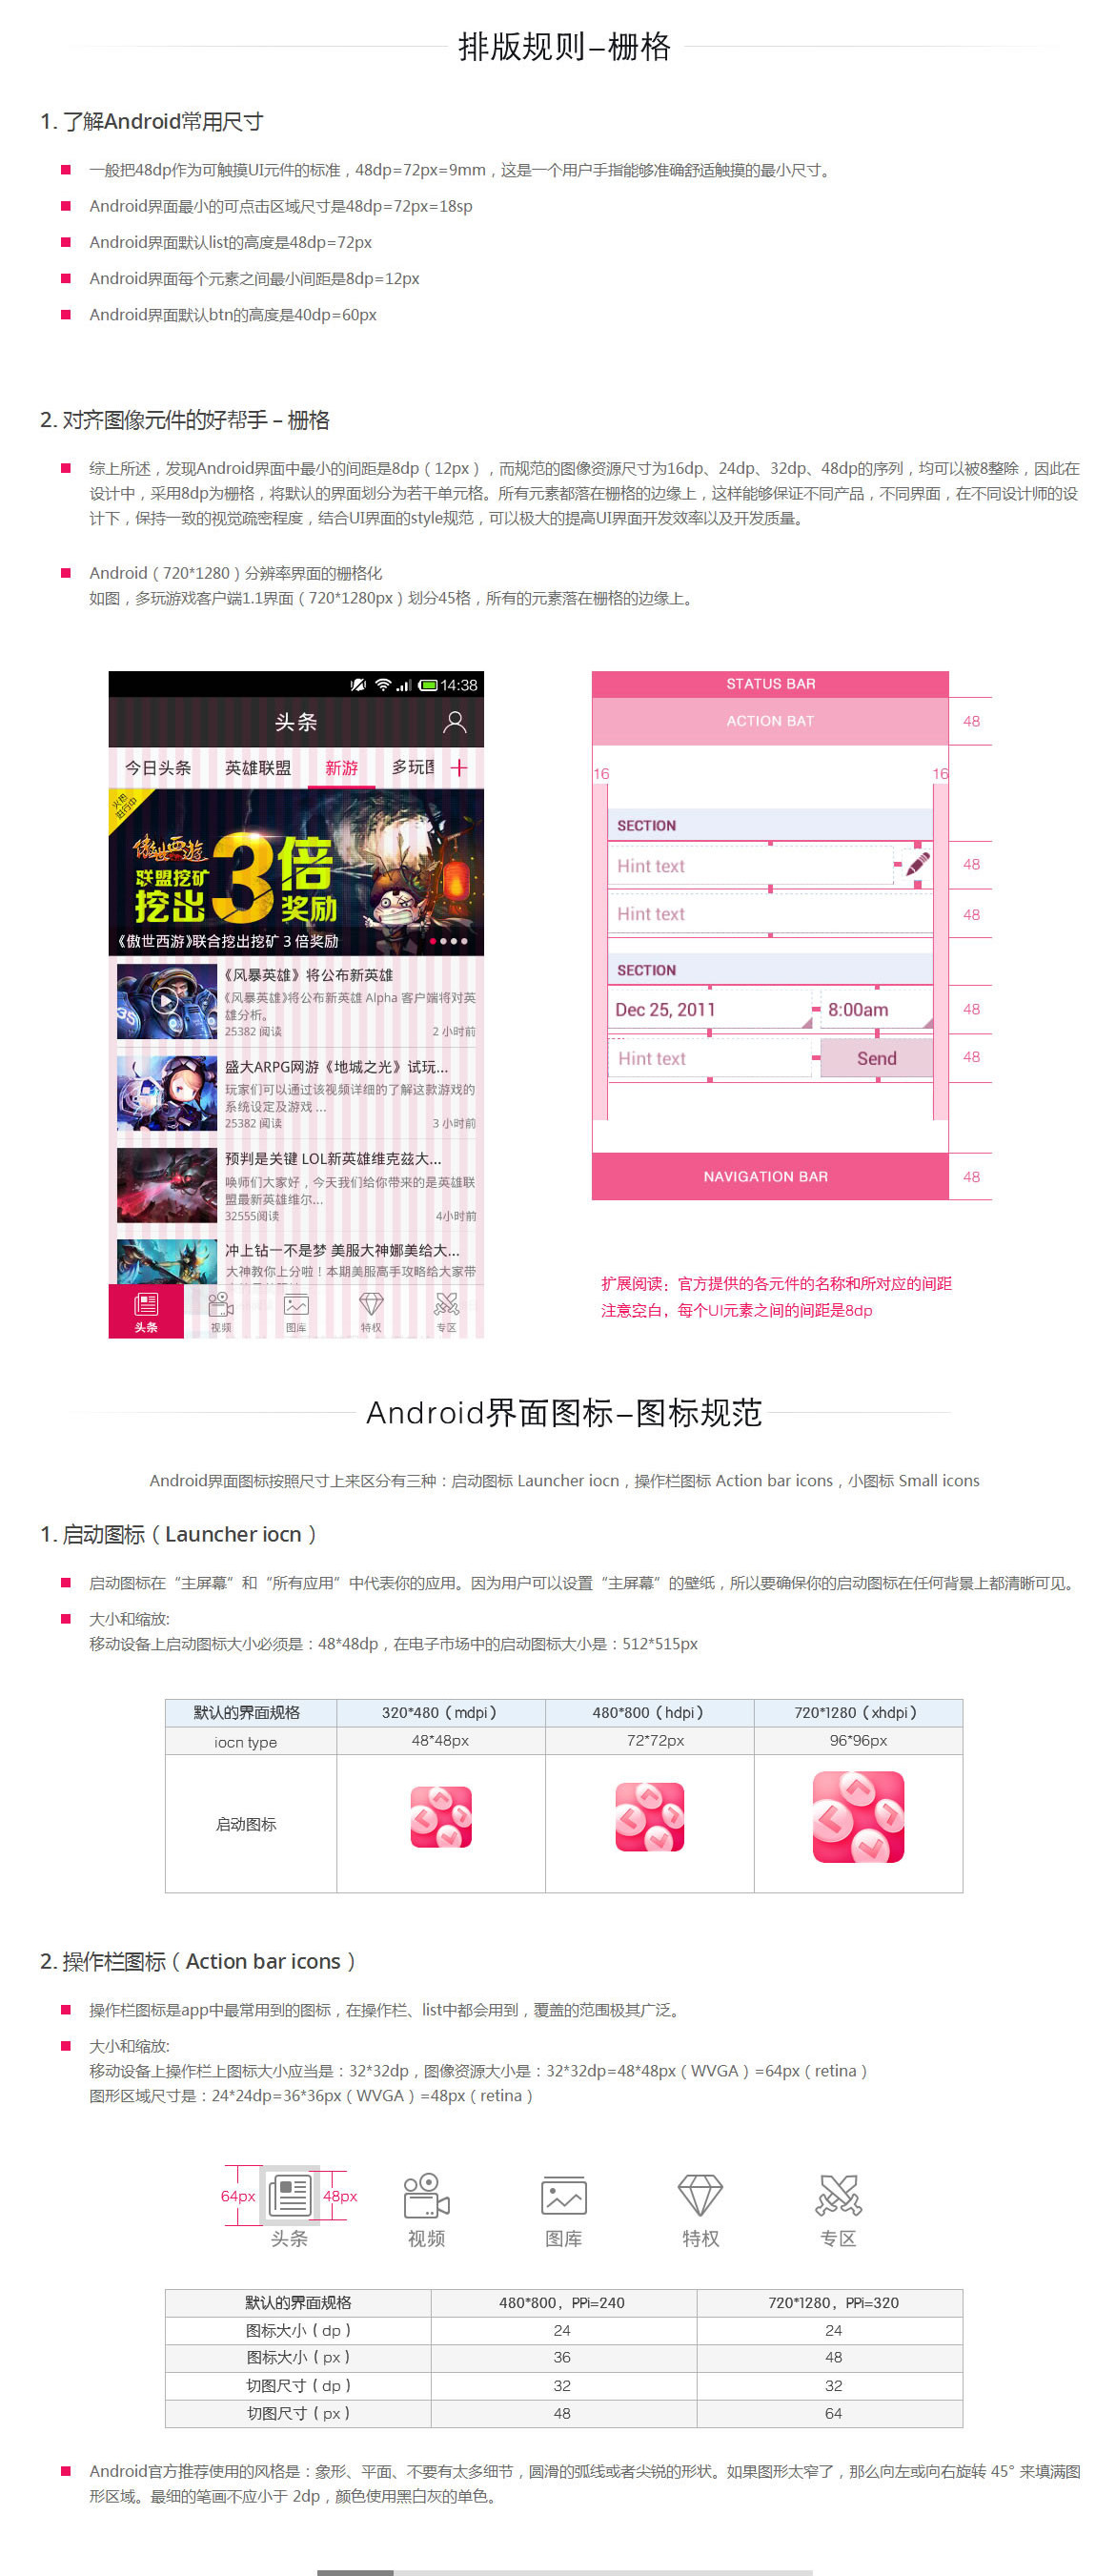 排版规则–栅格
1. 了解Android常用尺寸
一般把48dp作为可触摸UI元件的标准，48dp=72px=9mm，这是一个用户手指能够准确舒适触摸的最小尺寸。
Android界面最小的可点击区域尺寸是48dp=72px=18sp
Android界面默认list的高度是48dp=72px
Android界面每个元素之间最小间距是8dp=12px
Android界面默认btn的高度是40dp=60px
2. 对齐图像元件的好帮手 – 栅格
综上所述，发现Android界面中最小的间距是8dp（12px），而规范的图像资源尺寸为16dp、24dp、32dp、48dp的序列，均可以被8整除，因此在
设计中，采用8dp为栅格，将默认的界面划分为若干单元格。所有元素都落在栅格的边缘上，这样能够保证不同产品，不同界面，在不同设计师的设
计下，保持一致的视觉疏密程度，结合UI界面的style规范，可以极大的提高UI界面开发效率以及开发质量。
Android（720*1280）分辨率界面的栅格化
如图，多玩游戏客户端1.1界面（720*1280px）划分45格，所有的元素落在栅格的边缘上。
14:38
头条
今日头条 英雄联盟 新游 多玩图
火热
进行中
傲世西游
联盟挖矿
挖出
3倍
奖励
《傲世西游》联合挖出挖矿 3 倍奖励
《风暴英雄》将公布新英雄
《风暴英雄》将公布新英雄 Alpha 客户端将对英
雄分析。
25382 阅读 2 小时前
盛大ARPG网游《地城之光》试玩...
玩家们可以通过该视频详细的了解这款游戏的
系统设定及游戏 ...
25382 阅读 3 小时前
预判是关键 LOL新英雄维克兹大...
唤师们大家好，今天我们给你带来的是英雄联
盟最新英雄维尔...
32555阅读 4小时前
冲上钻一不是梦 美服大神娜美给大...
大神教你上分啦！本期美服高手攻略给大家带
头条 视频 图库 特权 专区
STATUS BAR
ACTION BAT 48
16 16
SECTION
Hint text 48
Hint text 48
SECTION
Dec 25, 2011 8:00am 48
Hint text Send 48
NAVIGATION BAR 48
扩展阅读：官方提供的各元件的名称和所对应的间距
注意空白，每个UI元素之间的间距是8dp
Android界面图标–图标规范
Android界面图标按照尺寸上来区分有三种：启动图标 Launcher iocn，操作栏图标 Action bar icons，小图标 Small icons
1. 启动图标（Launcher iocn）
启动图标在“主屏幕”和“所有应用”中代表你的应用。因为用户可以设置“主屏幕”的壁纸，所以要确保你的启动图标在任何背景上都清晰可见。
大小和缩放:
移动设备上启动图标大小必须是：48*48dp，在电子市场中的启动图标大小是：512*515px
默认的界面规格 320*480（mdpi） 480*800（hdpi） 720*1280（xhdpi）
iocn type 48*48px 72*72px 96*96px
启动图标
2. 操作栏图标（Action bar icons）
操作栏图标是app中最常用到的图标，在操作栏、list中都会用到，覆盖的范围极其广泛。
大小和缩放:
移动设备上操作栏上图标大小应当是：32*32dp，图像资源大小是：32*32dp=48*48px（WVGA）=64px（retina）
图形区域尺寸是：24*24dp=36*36px（WVGA）=48px（retina）
64px 48px
头条 视频 图库 特权 专区
默认的界面规格 480*800，PPi=240 720*1280，PPi=320
图标大小（dp） 24 24
图标大小（px） 36 48
切图尺寸（dp） 32 32
切图尺寸（px） 48 64
Android官方推荐使用的风格是：象形、平面、不要有太多细节，圆滑的弧线或者尖锐的形状。如果图形太窄了，那么向左或向右旋转 45° 来填满图
形区域。最细的笔画不应小于 2dp，颜色使用黑白灰的单色。